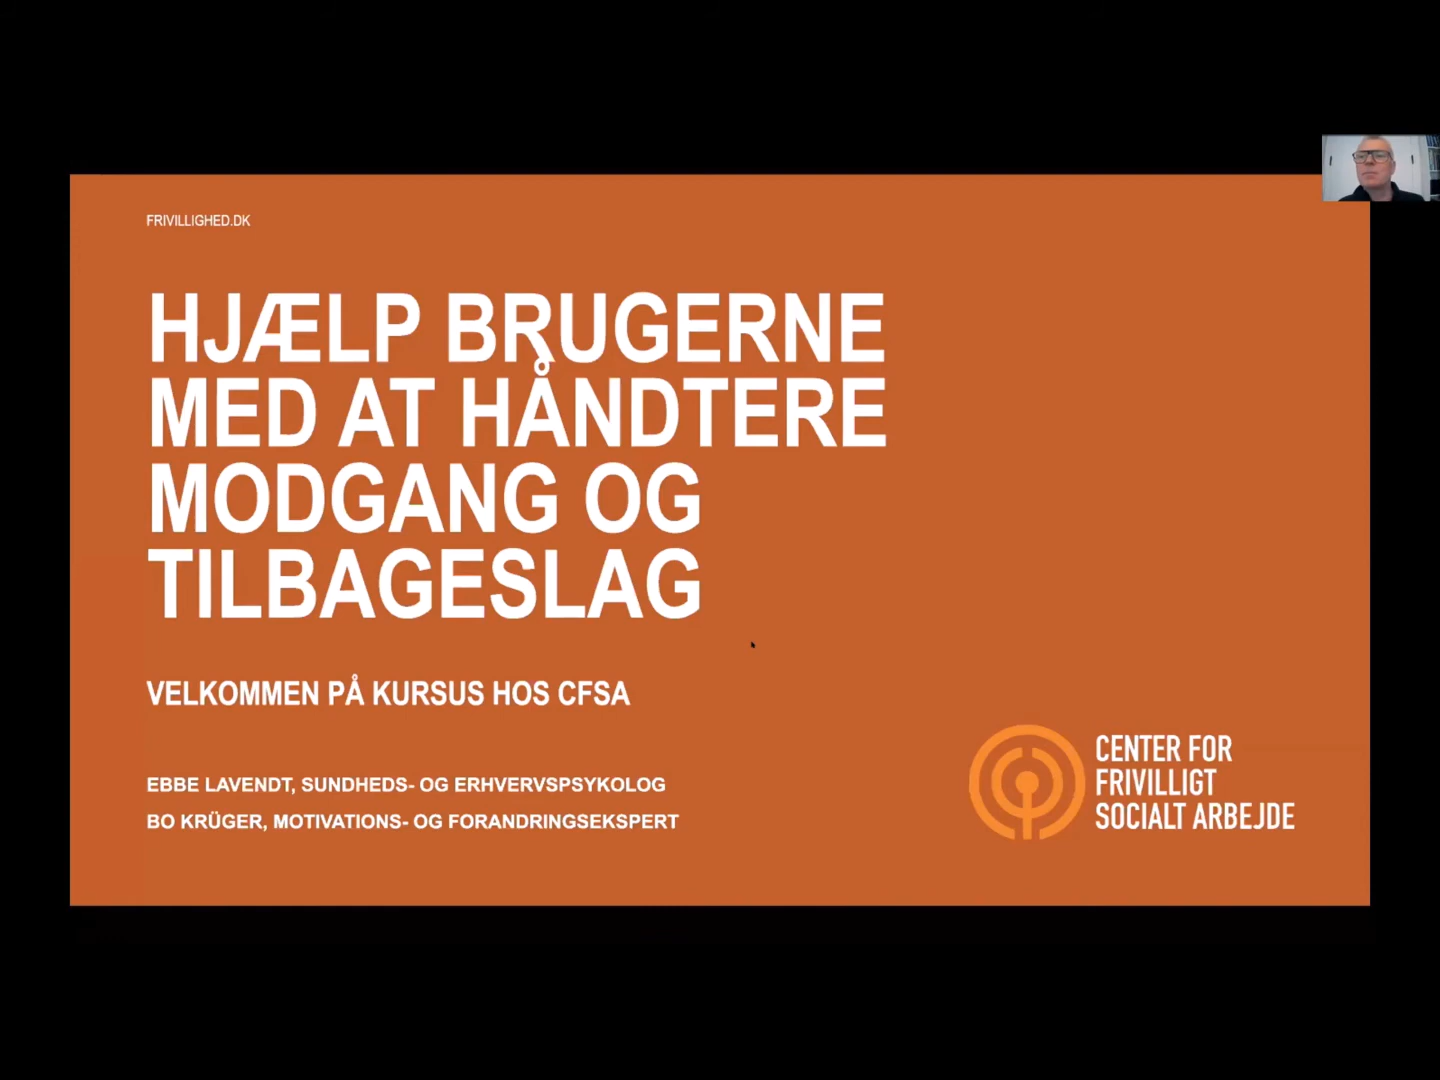 FRIVILLIGHED.DK
HJÆLP BRUGERNE
MED AT HÅNDTERE
MODGANG OG
TILBAGESLAG
VELKOMMEN PÅ KURSUS HOS CFSA
EBBE LAVENDT, SUNDHEDS- OG ERHVERVSPSYKOLOG
BO KRÜGER, MOTIVATIONS- OG FORANDRINGSEKSPERT
CENTER FOR
FRIVILLIGT
SOCIALT ARBEJDE